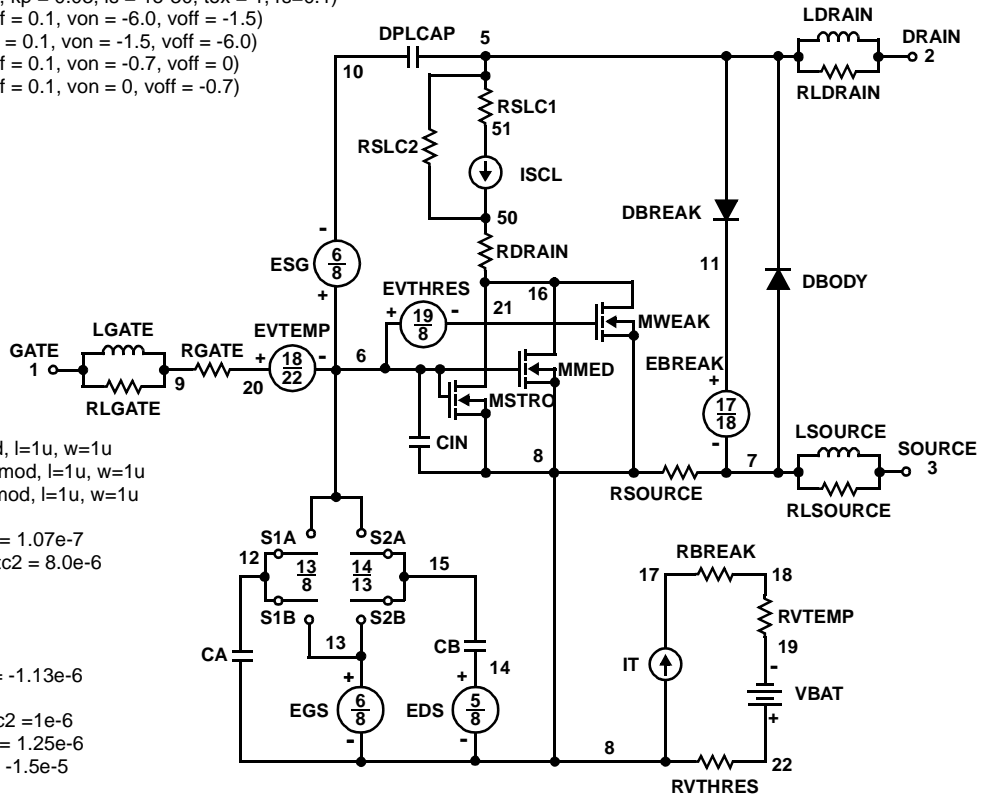 f = 0.1, von = -6.0, voff = -1.5)
= 0.1, von = -1.5, voff = -6.0)
f = 0.1, von = -0.7, voff = 0)
f = 0.1, von = 0, voff = -0.7)
LDRAIN
DPLCAP
5
DRAIN
2
10
RLDRAIN
RSLC1
51
RSLC2
ISCL
50
DBREAK
RDRAIN
-
ESG
6
8
+
11
DBODY
EVTHRES
16
21
+
19
8
-
MWEAK
LGATE
EVTEMP
GATE
1
RGATE
+
18
22
-
6
MMED
EBREAK
+
9
20
RLGATE
MSTRO
17
18
-
LSOURCE
CIN
8
7
SOURCE
3
d, l=1u, w=1u
mod, l=1u, w=1u
mod, l=1u, w=1u
RSOURCE
RLSOURCE
= 1.07e-7
c2 = 8.0e-6
S1A
S2A
12
13
8
14
13
15
RBREAK
17
18
S1B
S2B
RVTEMP
13
CB
19
CA
14
IT
-
= -1.13e-6
+
+
VBAT
c2 =1e-6
EGS
6
8
EDS
5
8
+
= 1.25e-6
-
-
8
22
-1.5e-5
RVTHRES